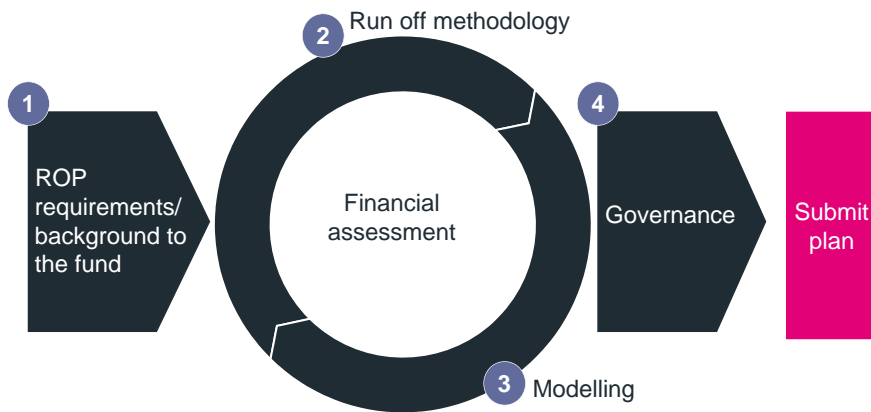 2
Run off methodology
1
4
ROP
requirements/
background to
the fund
Financial
assessment
Governance
Submit
plan
3
Modelling